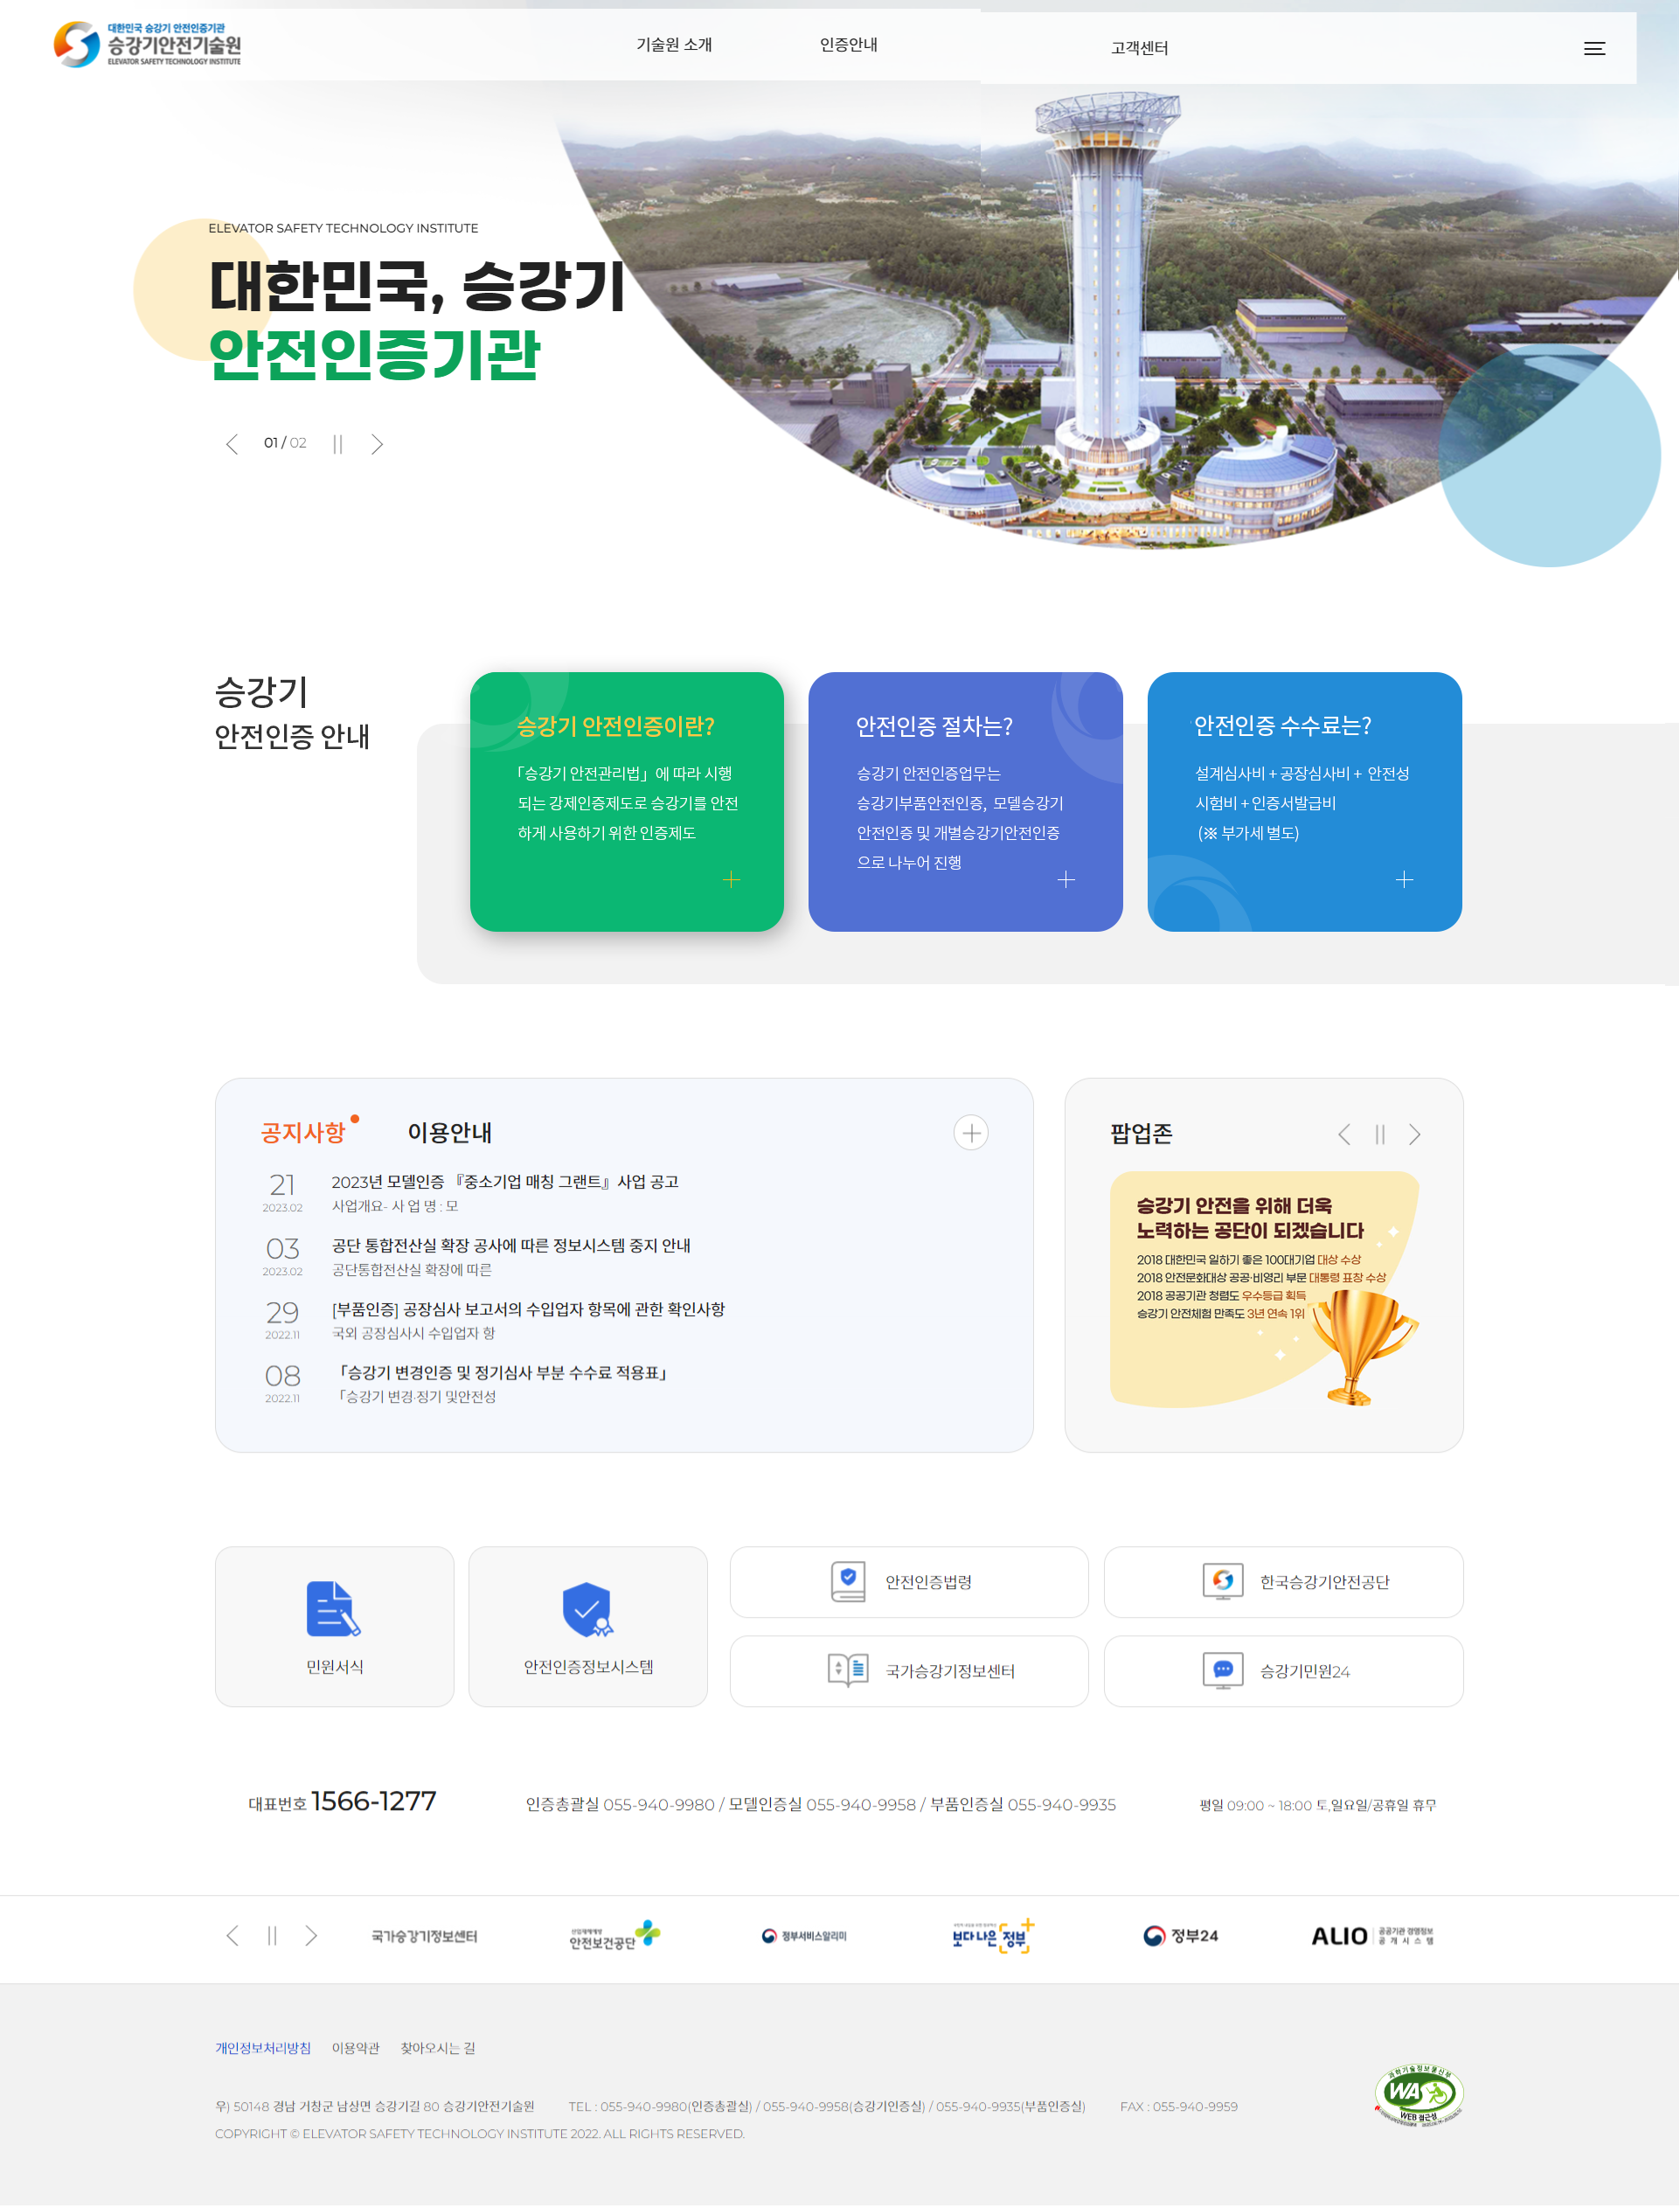 대한민국 승강기 안전인증기관
승강기안전기술원
ELEVATOR SAFETY TECHNOLOGY INSTITUTE
기술원 소개
인증안내
고객센터
ELEVATOR SAFETY TECHNOLOGY INSTITUTE
대한민국, 승강기
안전인증기관
01 / 02
승강기
안전인증 안내
승강기 안전인증이란?
「승강기 안전관리법」에 따라 시행
되는 강제인증제도로 승강기를 안전
하게 사용하기 위한 인증제도
안전인증 절차는?
승강기 안전인증업무는
승강기부품안전인증, 모델승강기
안전인증 및 개별승강기안전인증
으로 나누어 진행
안전인증 수수료는?
설계심사비 + 공장심사비 + 안전성
시험비 + 인증서발급비
(※ 부가세 별도)
공지사항
이용안내
21
2023.02
2023년 모델인증 『중소기업 매칭 그랜트』사업 공고
사업개요- 사 업 명 : 모
03
2023.02
공단 통합전산실 확장 공사에 따른 정보시스템 중지 안내
공단통합전산실 확장에 따른
29
2022.11
[부품인증] 공장심사 보고서의 수입업자 항목에 관한 확인사항
국외 공장심사시 수입업자 항
08
2022.11
「승강기 변경인증 및 정기심사 부분 수수료 적용표」
「승강기 변경·정기 및안전성
팝업존
승강기 안전을 위해 더욱
노력하는 공단이 되겠습니다
2018 대한민국 일하기 좋은 100대기업 대상 수상
2018 안전문화대상 공공·비영리 부문 대통령 표창 수상
2018 공공기관 청렴도 우수등급 획득
승강기 안전체험 만족도 3년 연속 1위
민원서식
안전인증정보시스템
안전인증법령
한국승강기안전공단
국가승강기정보센터
승강기민원24
대표번호 1566-1277
인증총괄실 055-940-9980 / 모델인증실 055-940-9958 / 부품인증실 055-940-9935
평일 09:00 ~ 18:00 토,일요일/공휴일 휴무
국가승강기정보센터
산업재해예방
안전보건공단
정부서비스알리미
보다 나은 정부
정부24
ALIO
공공기관 경영정보
공 개 시 스 템
개인정보처리방침
이용약관
찾아오시는 길
우) 50148 경남 거창군 남상면 승강기길 80 승강기안전기술원
TEL : 055-940-9980(인증총괄실) / 055-940-9958(승강기인증실) / 055-940-9935(부품인증실)
FAX : 055-940-9959
COPYRIGHT © ELEVATOR SAFETY TECHNOLOGY INSTITUTE 2022. ALL RIGHTS RESERVED.
과학기술정보통신부
WA
WEB 접근성